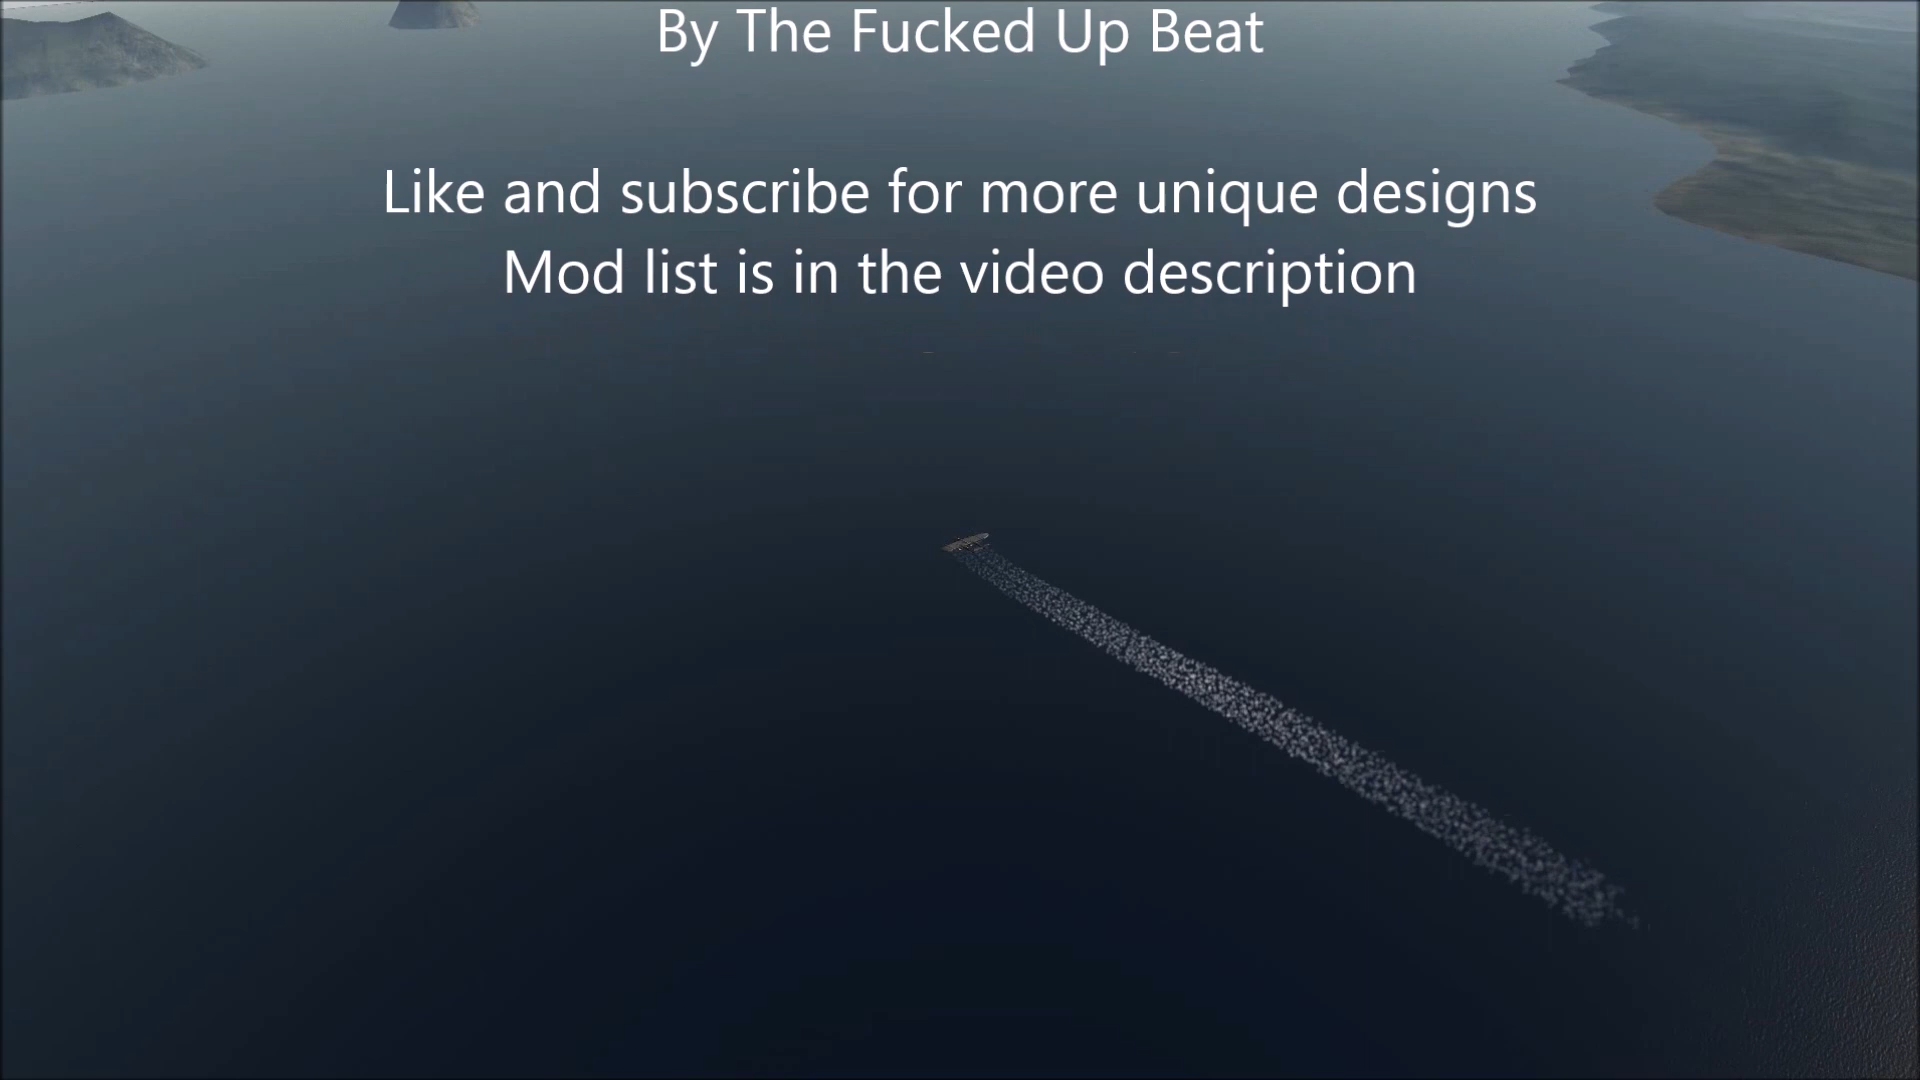 By The Fucked Up Beat
Like and subscribe for more unique designs
Mod list is in the video description